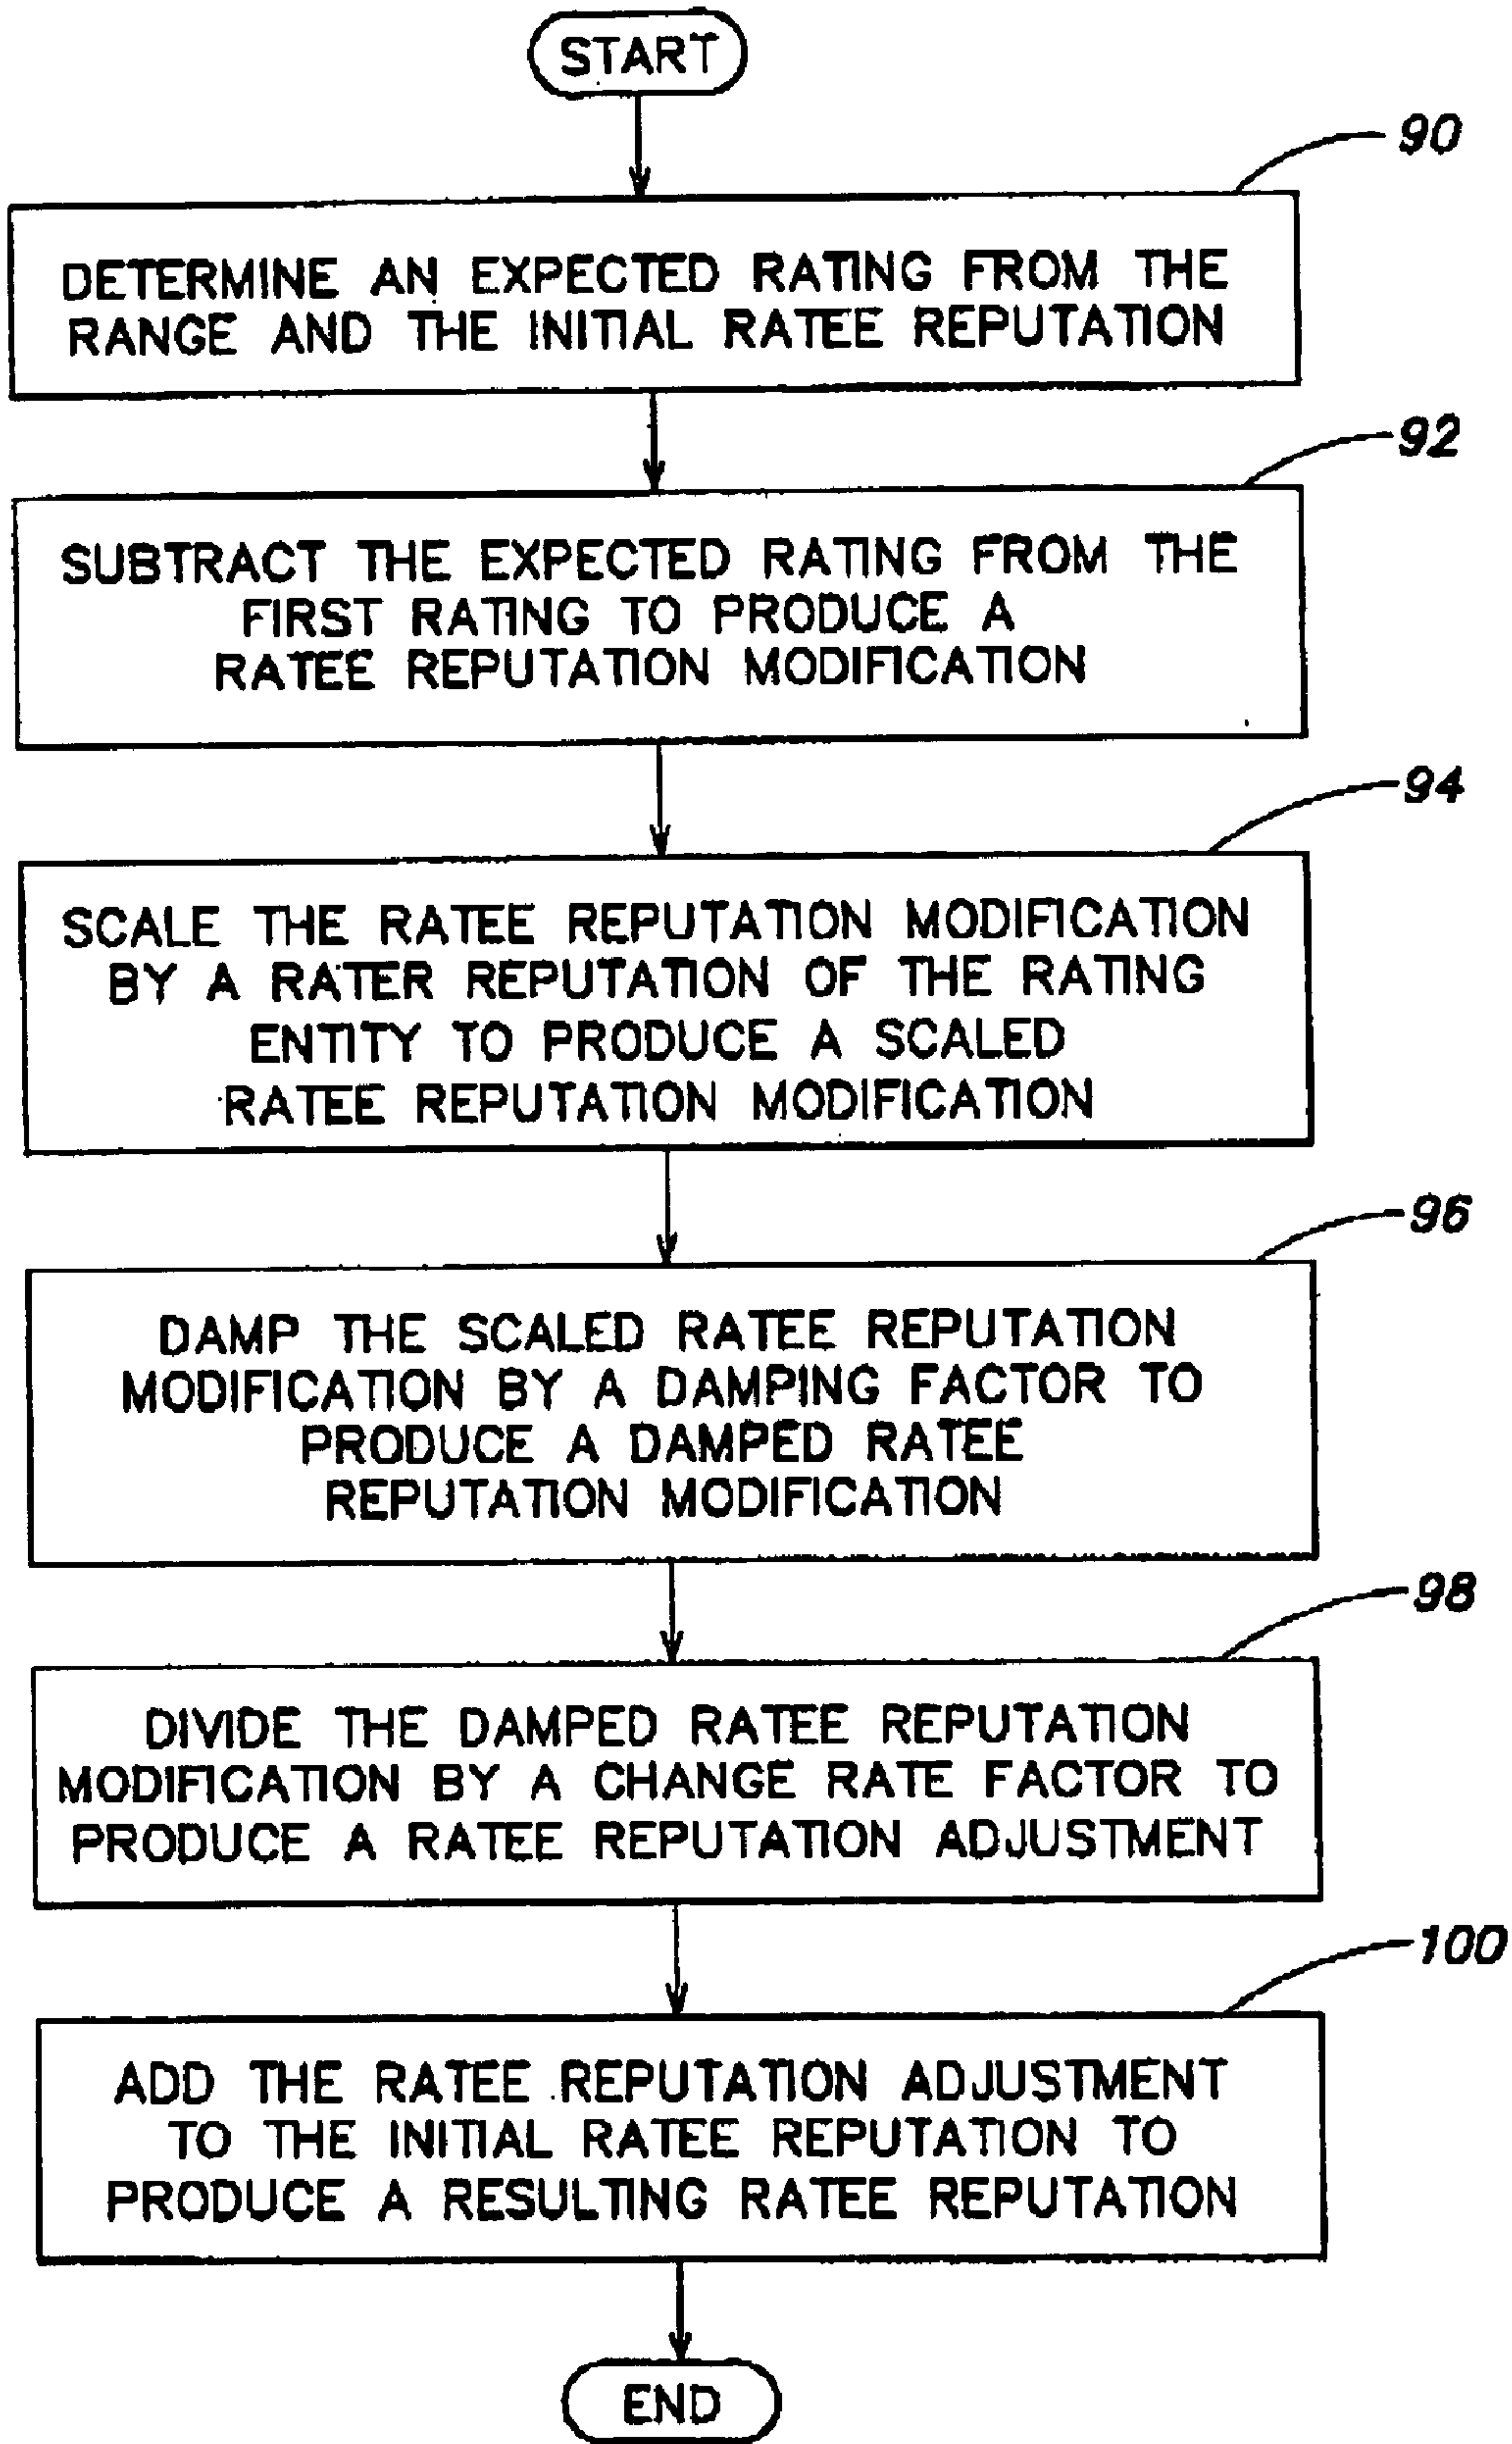 START
90
DETERMINE AN EXPECTED RATING FROM THE
RANGE AND THE INITIAL RATEE REPUTATION
92
SUBTRACT THE EXPECTED RATING FROM THE
FIRST RATING TO PRODUCE A
RATEE REPUTATION MODIFICATION
94
SCALE THE RATEE REPUTATION MODIFICATION
BY A RATER REPUTATION OF THE RATING
ENTITY TO PRODUCE A SCALED
RATEE REPUTATION MODIFICATION
96
DAMP THE SCALED RATEE REPUTATION
MODIFICATION BY A DAMPING FACTOR TO
PRODUCE A DAMPED RATEE
REPUTATION MODIFICATION
98
DIVIDE THE DAMPED RATEE REPUTATION
MODIFICATION BY A CHANGE RATE FACTOR TO
PRODUCE A RATEE REPUTATION ADJUSTMENT
100
ADD THE RATEE REPUTATION ADJUSTMENT
TO THE INITIAL RATEE REPUTATION TO
PRODUCE A RESULTING RATEE REPUTATION
END